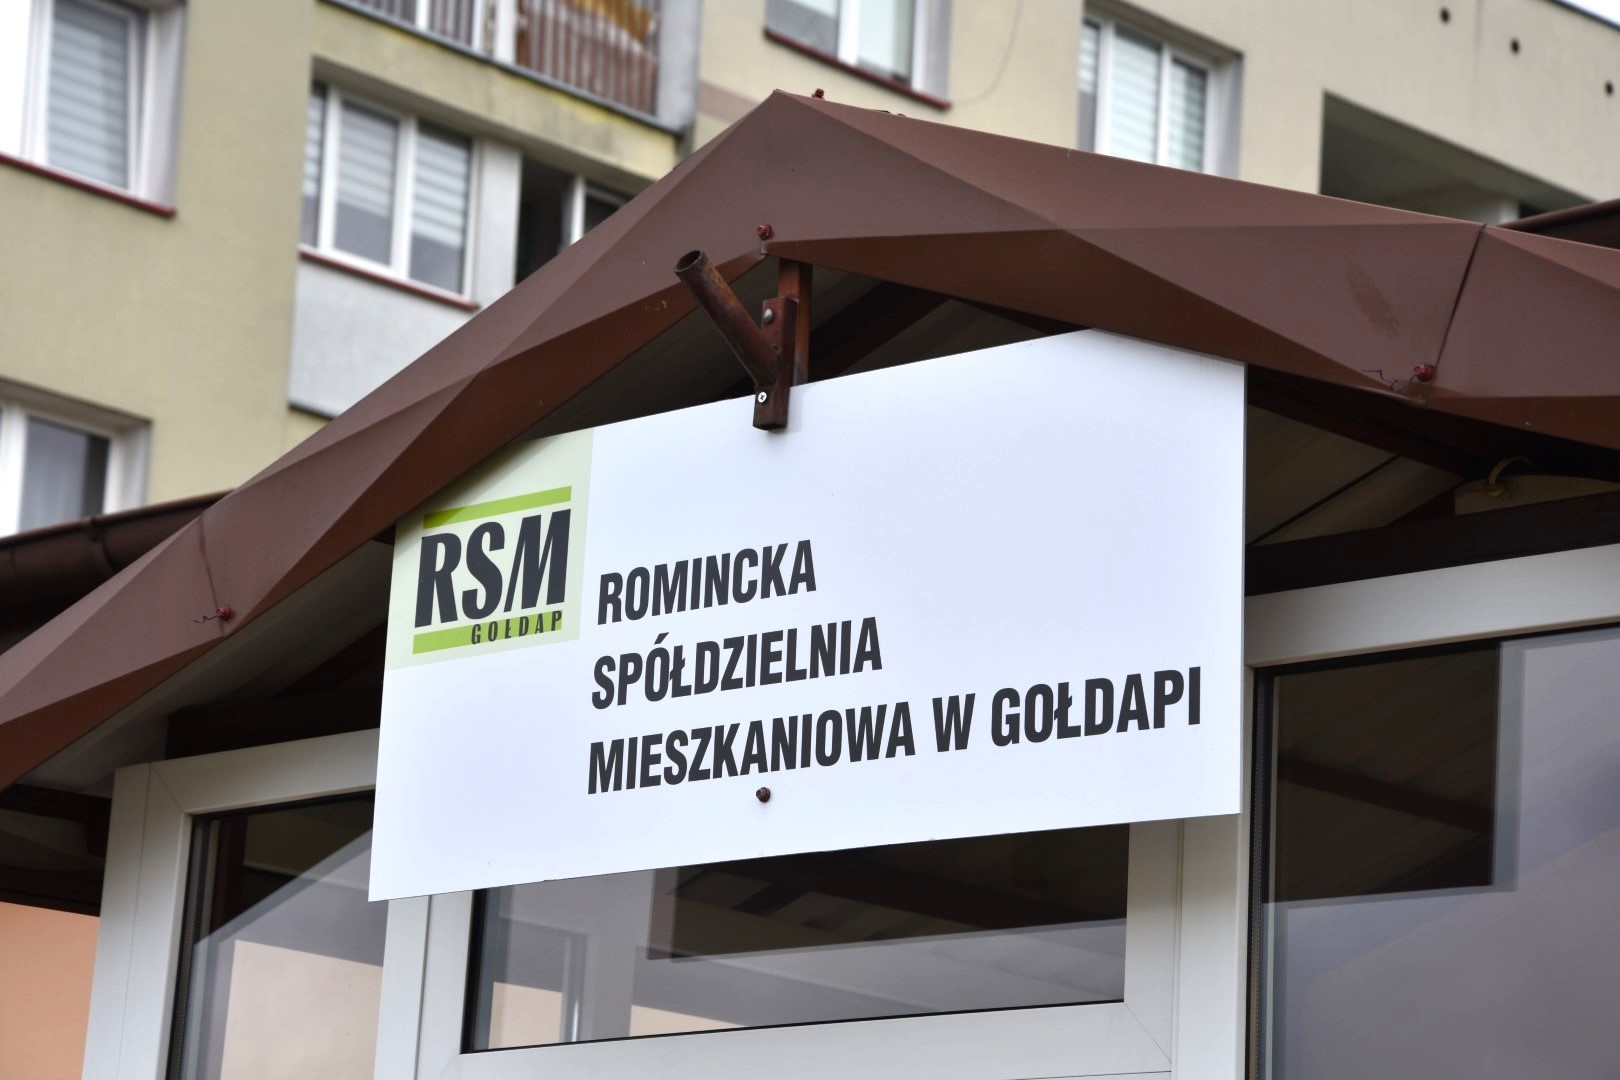 RSM
GOŁDAP
ROMINCKA
SPÓŁDZIELNIA
MIESZKANIOWA W GOŁDAPI